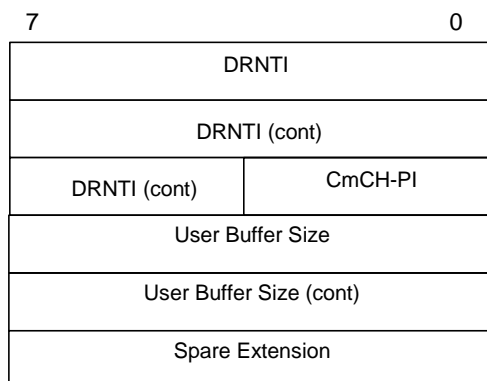 7 0
DRNTI
DRNTI (cont)
DRNTI (cont) CmCH-PI
User Buffer Size
User Buffer Size (cont)
Spare Extension